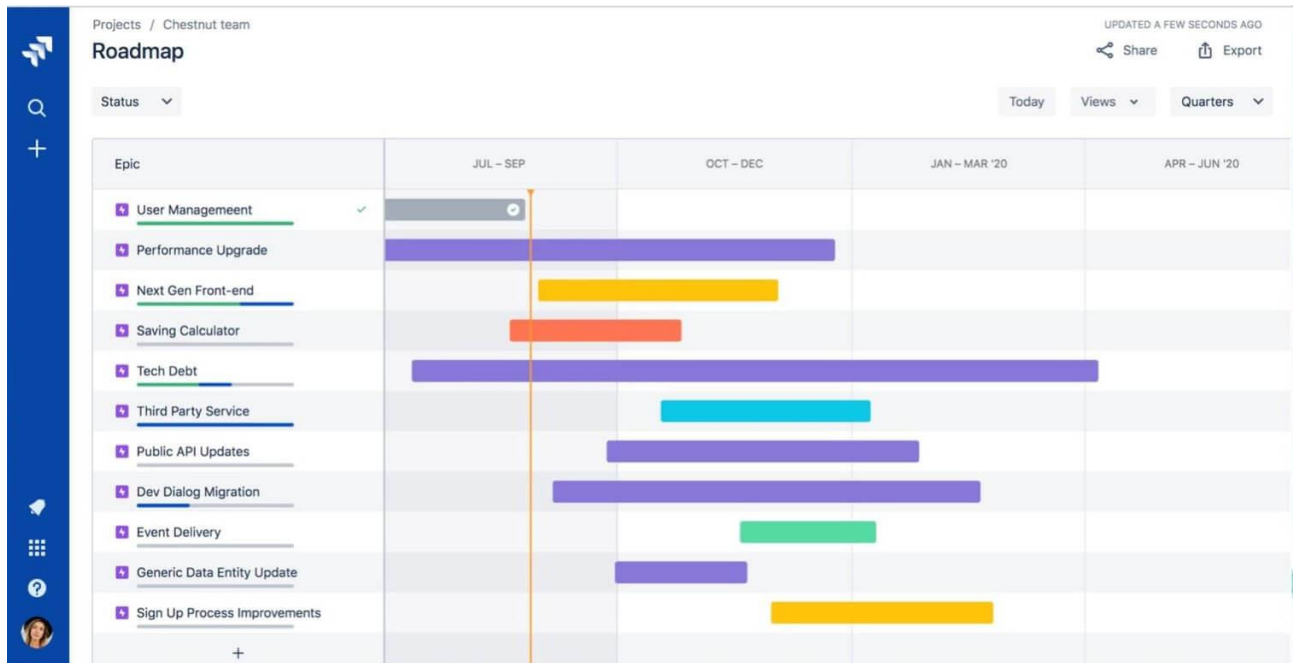 Projects / Chestnut team
UPDATED A FEW SECONDS AGO
Roadmap
Share
Export
Status
Today
Views
Quarters
Epic
JUL – SEP
OCT – DEC
JAN – MAR '20
APR – JUN '20
User Managemeent
Performance Upgrade
Next Gen Front-end
Saving Calculator
Tech Debt
Third Party Service
Public API Updates
Dev Dialog Migration
Event Delivery
Generic Data Entity Update
Sign Up Process Improvements